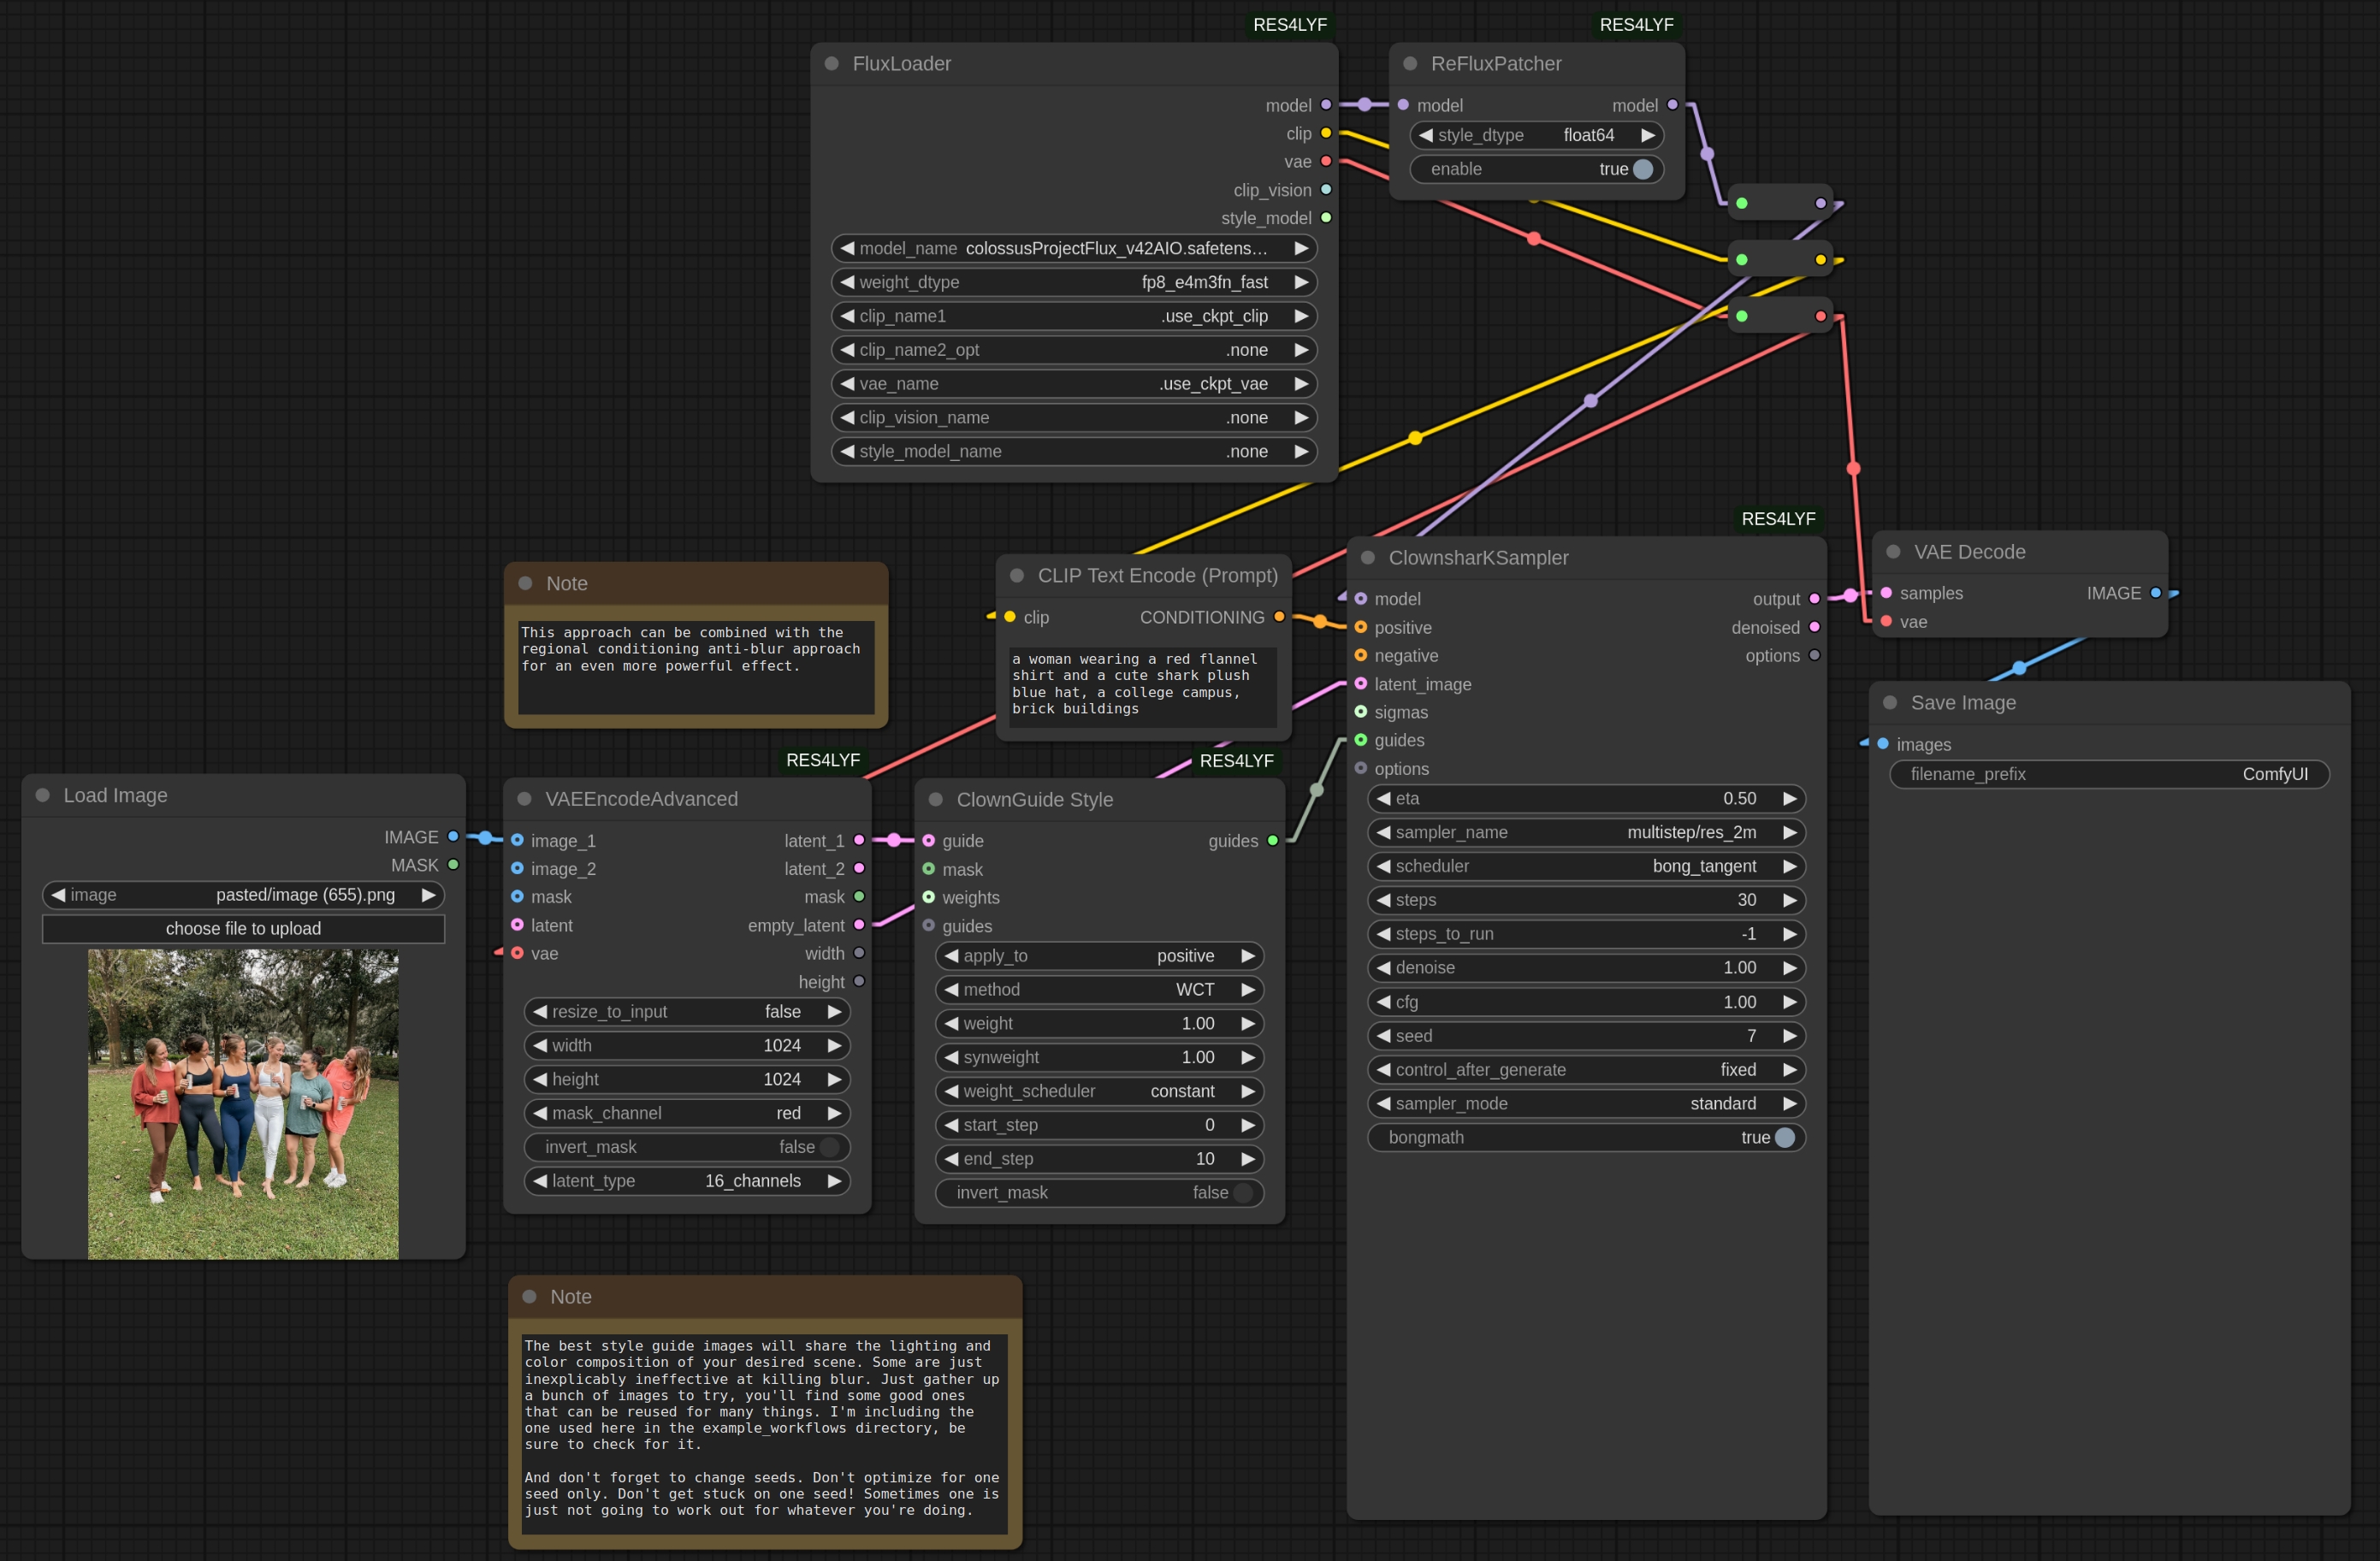 RES4LYF
FluxLoader
model
clip
vae
clip_vision
style_model
model_name colossusProjectFlux_v42AIO.safetens...
weight_dtype fp8_e4m3fn_fast
clip_name1 .use_ckpt_clip
clip_name2_opt .none
vae_name .use_ckpt_vae
clip_vision_name .none
style_model_name .none
RES4LYF
ReFluxPatcher
model model
style_dtype float64
enable true
Note
This approach can be combined with the
regional conditioning anti-blur approach
for an even more powerful effect.
CLIP Text Encode (Prompt)
clip CONDITIONING
a woman wearing a red flannel
shirt and a cute shark plush
blue hat, a college campus,
brick buildings
RES4LYF
ClownsharKSampler
model output
positive denoised
negative options
latent_image
sigmas
guides
options
eta 0.50
sampler_name multistep/res_2m
scheduler bong_tangent
steps 30
steps_to_run -1
denoise 1.00
cfg 1.00
seed 7
control_after_generate fixed
sampler_mode standard
bongmath true
VAE Decode
samples IMAGE
vae
Save Image
images
filename_prefix ComfyUI
Load Image
IMAGE
MASK
image pasted/image (655).png
choose file to upload
RES4LYF
VAEEncodeAdvanced
image_1 latent_1
image_2 latent_2
mask mask
latent empty_latent
vae width
height
resize_to_input false
width 1024
height 1024
mask_channel red
invert_mask false
latent_type 16_channels
RES4LYF
ClownGuide Style
guide guides
mask
weights
guides
apply_to positive
method WCT
weight 1.00
synweight 1.00
weight_scheduler constant
start_step 0
end_step 10
invert_mask false
Note
The best style guide images will share the lighting and
color composition of your desired scene. Some are just
inexplicably ineffective at killing blur. Just gather up
a bunch of images to try, you'll find some good ones
that can be reused for many things. I'm including the
one used here in the example_workflows directory, be
sure to check for it.
And don't forget to change seeds. Don't optimize for one
seed only. Don't get stuck on one seed! Sometimes one is
just not going to work out for whatever you're doing.